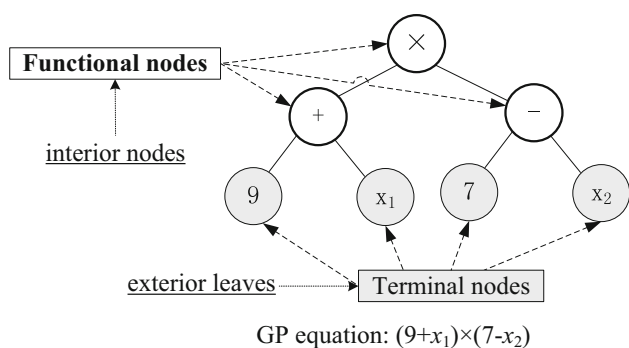 ×
Functional nodes
+
−
interior nodes
9
x₁
7
x₂
exterior leaves
Terminal nodes
GP equation: (9+x₁)×(7-x₂)